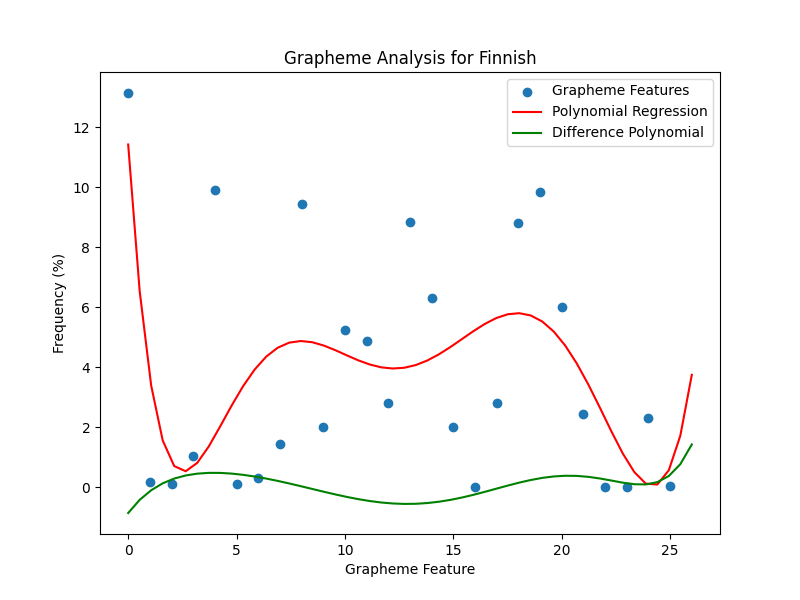 Grapheme Analysis for Finnish
Grapheme Features
Polynomial Regression
Difference Polynomial
Frequency (%)
12
10
8
6
4
2
0
0 5 10 15 20 25
Grapheme Feature